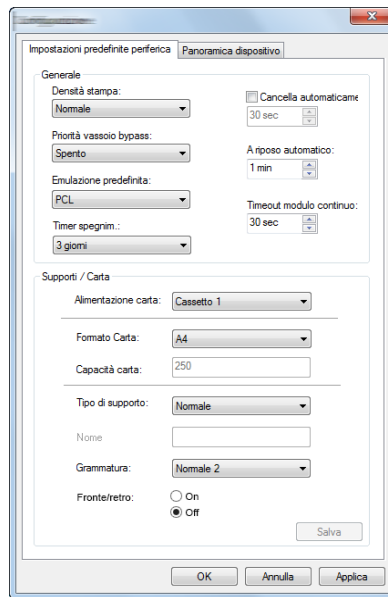 Impostazioni predefinite periferica
Panoramica dispositivo
Generale
Densità stampa:
Normale
Priorità vassoio bypass:
Spento
Emulazione predefinita:
PCL
Timer spegnim.:
3 giorni
Cancella automaticame
30 sec
A riposo automatico:
1 min
Timeout modulo continuo:
30 sec
Supporti / Carta
Alimentazione carta:
Cassetto 1
Formato Carta:
A4
Capacità carta:
250
Tipo di supporto:
Normale
Nome
Grammatura:
Normale 2
Fronte/retro:
On
Off
Salva
OK
Annulla
Applica